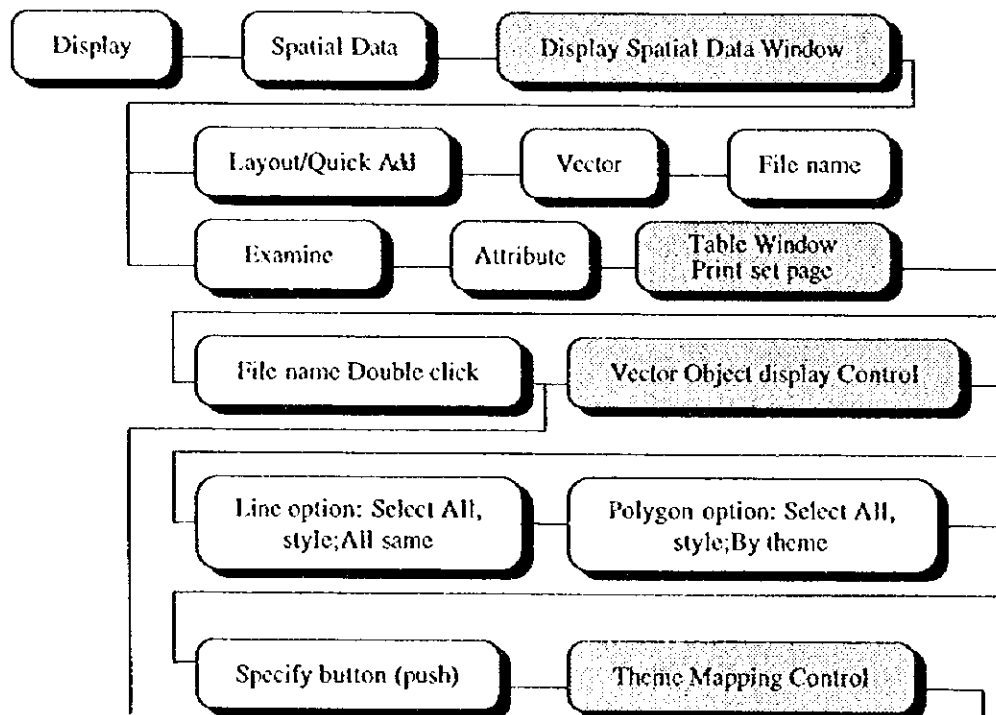 Display
Spatial Data
Display Spatial Data Window
Layout/Quick Add
Vector
File name
Examine
Attribute
Table Window
Print set page
File name Double click
Vector Object display Control
Line option: Select All,
style;All same
Polygon option: Select All,
style;By theme
Specify button (push)
Theme Mapping Control